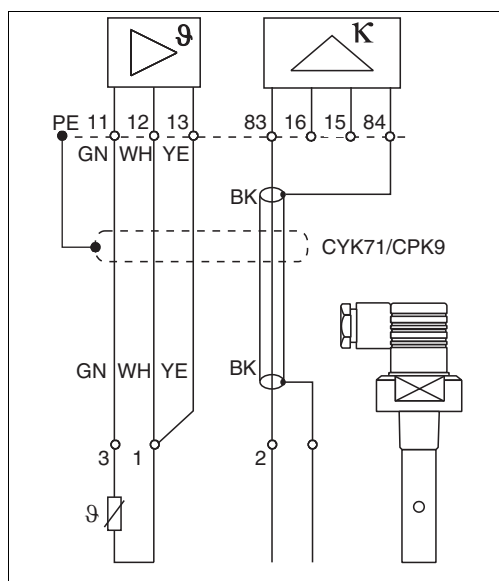 ϑ κ
PE 11 12 13 83 16 15 84
GN WH YE
BK
CYK71/CPK9
GN WH YE BK
3 1 2
ϑ